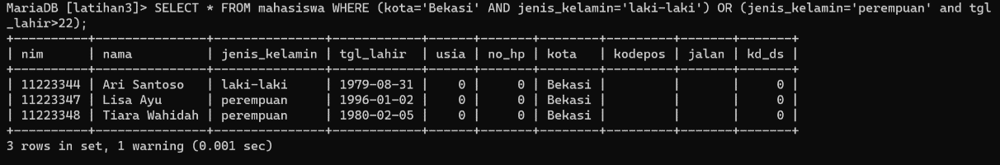 MariaDB [latihan3]> SELECT * FROM mahasiswa WHERE (kota='Bekasi' AND jenis_kelamin='laki-laki') OR (jenis_kelamin='perempuan' and tgl
_lahir>22);
+----------+---------------+---------------+------------+------+-------+--------+---------+-------+-------+
| nim      | nama          | jenis_kelamin | tgl_lahir  | usia | no_hp | kota   | kodepos | jalan | kd_ds |
+----------+---------------+---------------+------------+------+-------+--------+---------+-------+-------+
| 11223344 | Ari Santoso   | laki-laki     | 1979-08-31 |    0 |     0 | Bekasi |         |       |     0 |
| 11223347 | Lisa Ayu      | perempuan     | 1996-01-02 |    0 |     0 | Bekasi |         |       |     0 |
| 11223348 | Tiara Wahidah | perempuan     | 1980-02-05 |    0 |     0 | Bekasi |         |       |     0 |
+----------+---------------+---------------+------------+------+-------+--------+---------+-------+-------+
3 rows in set, 1 warning (0.001 sec)